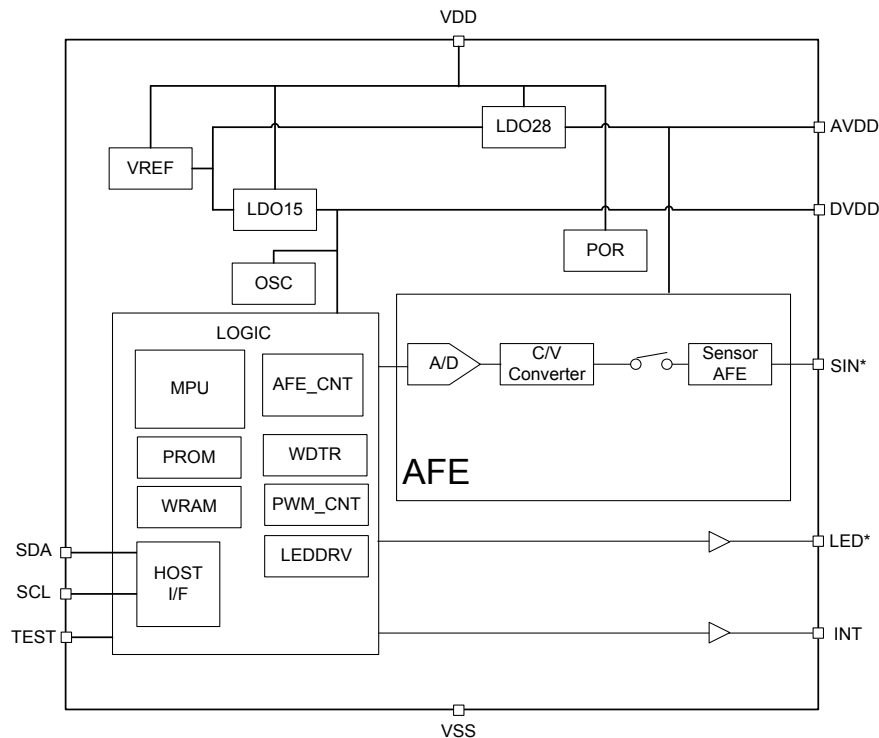 VDD
LDO28
AVDD
VREF
LDO15
DVDD
POR
OSC
LOGIC
MPU
AFE_CNT
A/D
C/V
Converter
Sensor
AFE
SIN*
PROM
WDTR
AFE
WRAM
PWM_CNT
SDA
HOST
I/F
LEDDRV
LED*
SCL
TEST
INT
VSS